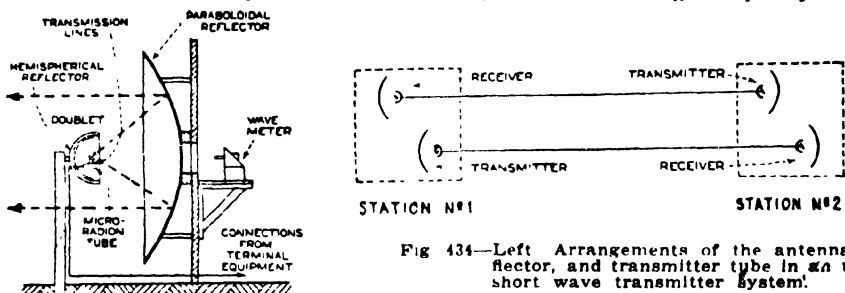 TRANSMISSION
LINES
PARABOLOIDAL
REFLECTOR
HEMISPHERICAL
REFLECTOR
DOUBLET
WAVE
METER
MICRO-
RADION
TUBE
CONNECTIONS
FROM
TERMINAL
EQUIPMENT
RECEIVER
TRANSMITTER
TRANSMITTER
RECEIVER
STATION Nº1
STATION Nº2
Fig 434—Left Arrangements of the antenna
flector, and transmitter tube in an
short wave transmitter system.